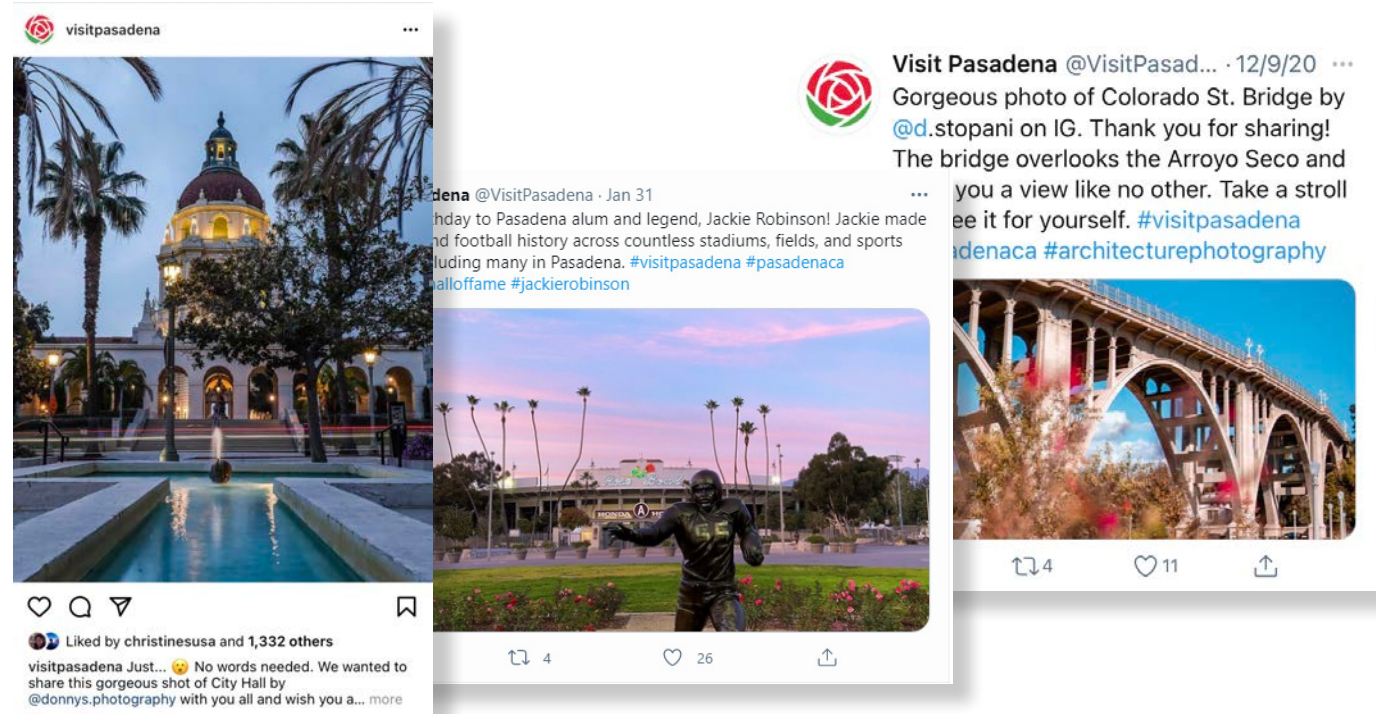 visitpasadena
Liked by christinesusa and 1,332 others
visitpasadena Just... 😮 No words needed. We wanted to
share this gorgeous shot of City Hall by
@donnys.photography with you all and wish you a... more
dena @VisitPasadena · Jan 31
hday to Pasadena alum and legend, Jackie Robinson! Jackie made
nd football history across countless stadiums, fields, and sports
luding many in Pasadena. #visitpasadena #pasadenaca
alloffame #jackierobinson
HONDA A HO
66
4
26
Visit Pasadena @VisitPasad... · 12/9/20
Gorgeous photo of Colorado St. Bridge by
@d.stopani on IG. Thank you for sharing!
The bridge overlooks the Arroyo Seco and
you a view like no other. Take a stroll
ee it for yourself. #visitpasadena
adenaca #architecturephotography
4
11